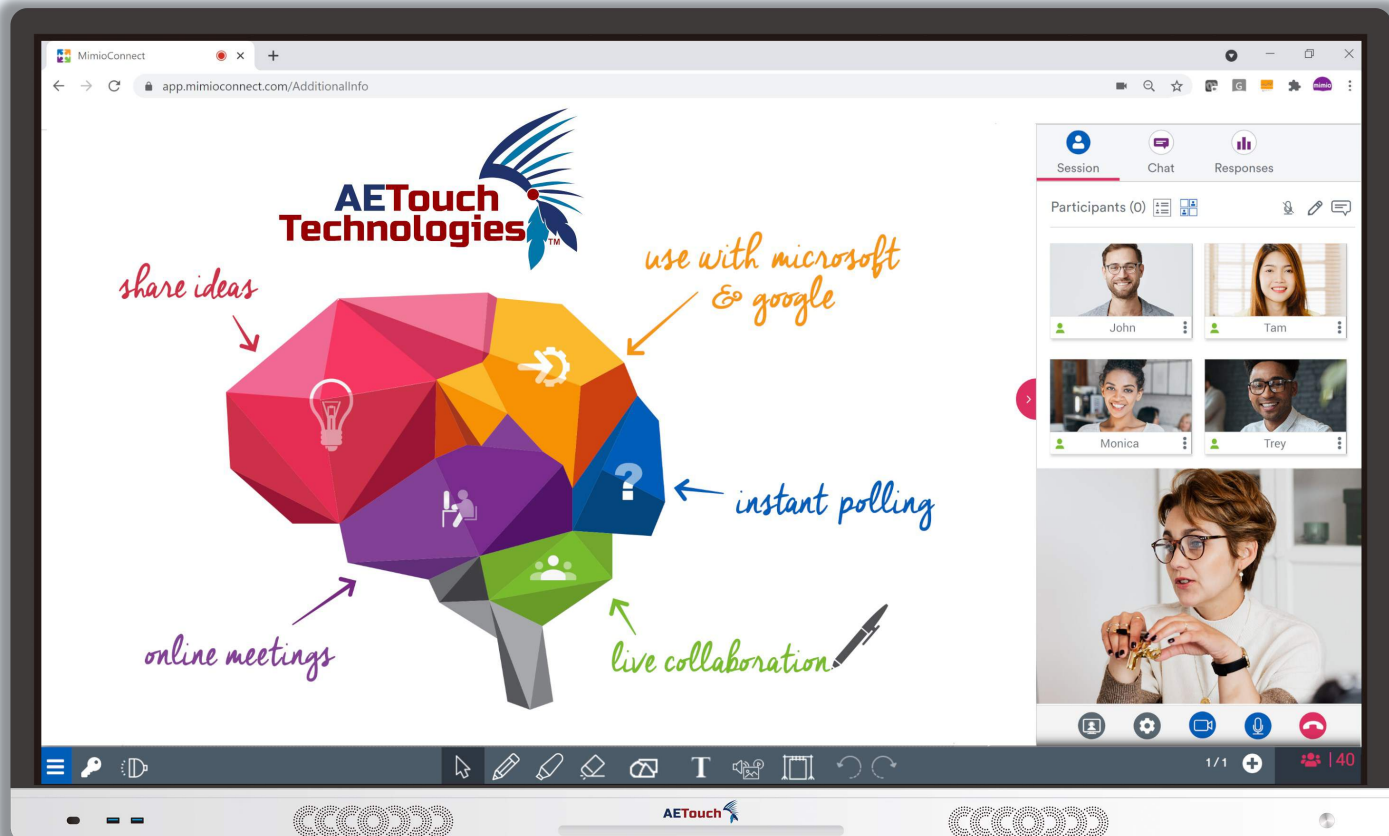 MimioConnect
app.mimioconnect.com/AdditionalInfo
G
mimio
AETouch
Technologies
TM
share ideas
use with microsoft
& google
instant polling
online meetings
live collaboration
Session
Chat
Responses
Participants (0)
John
Tam
Monica
Trey
T
1/1
40
AETouch